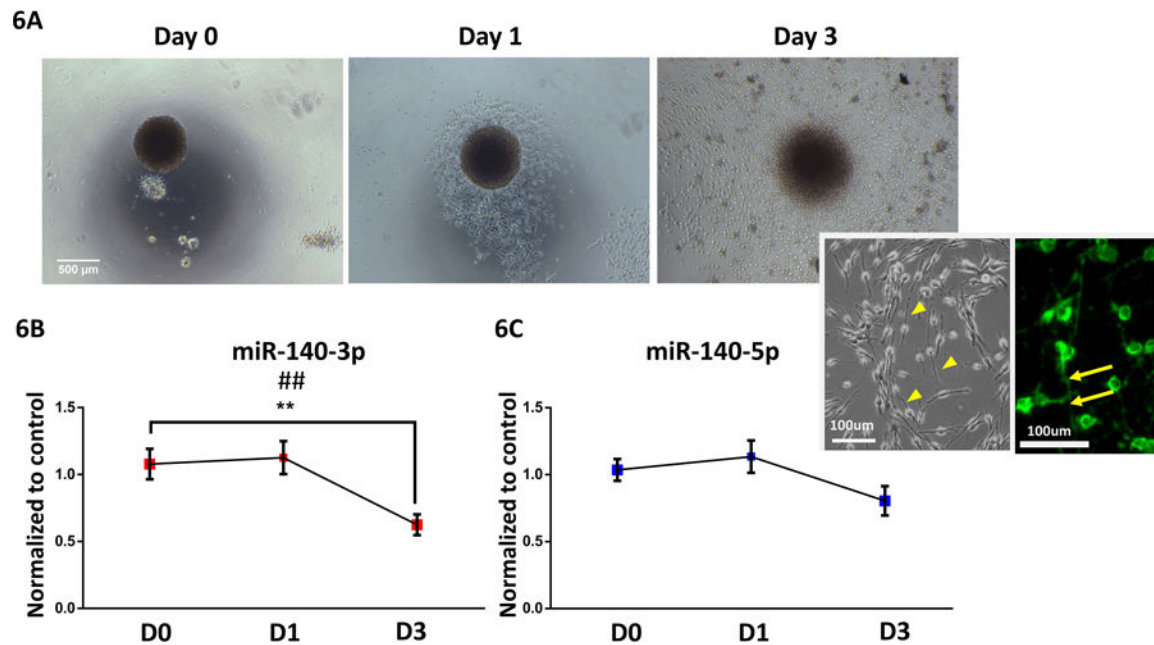 6A
Day 0
Day 1
Day 3
500 µm
100um
100um
6B
miR-140-3p
##
**
Normalized to control
1.5
1.0
0.5
0.0
D0
D1
D3
6C
miR-140-5p
Normalized to control
1.5
1.0
0.5
0.0
D0
D1
D3